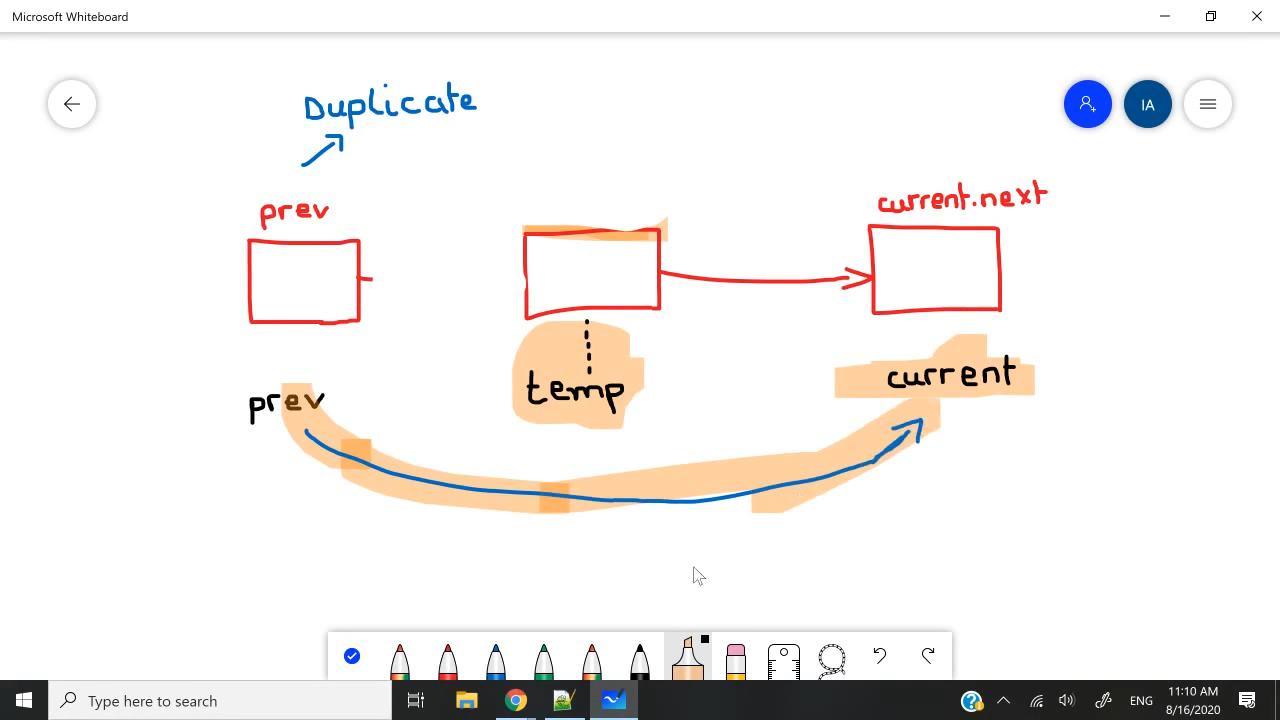 Microsoft Whiteboard
Duplicate
IA
prev
current.next
temp
current
prev
Type here to search
ENG
11:10 AM
8/16/2020